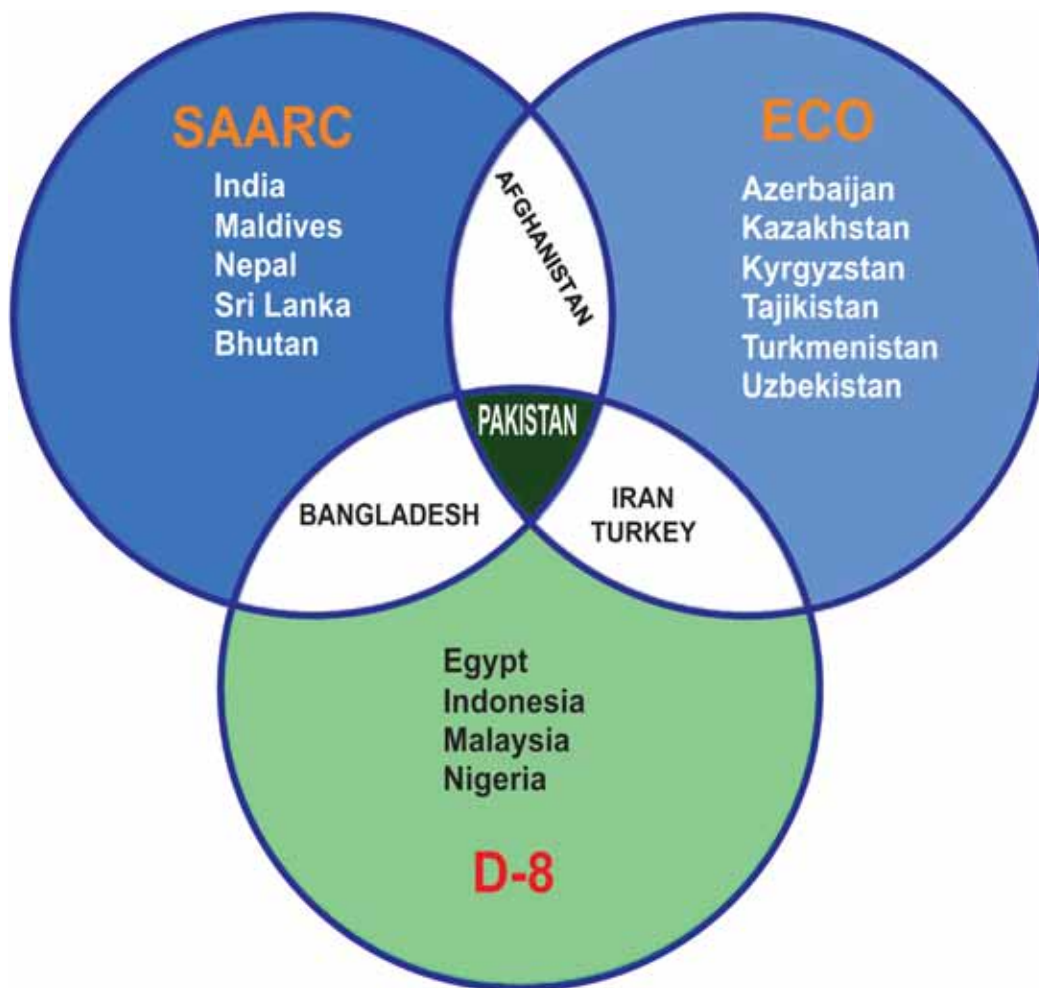 SAARC
India
Maldives
Nepal
Sri Lanka
Bhutan
ECO
Azerbaijan
Kazakhstan
Kyrgyzstan
Tajikistan
Turkmenistan
Uzbekistan
AFGHANISTAN
PAKISTAN
BANGLADESH
IRAN
TURKEY
Egypt
Indonesia
Malaysia
Nigeria
D-8